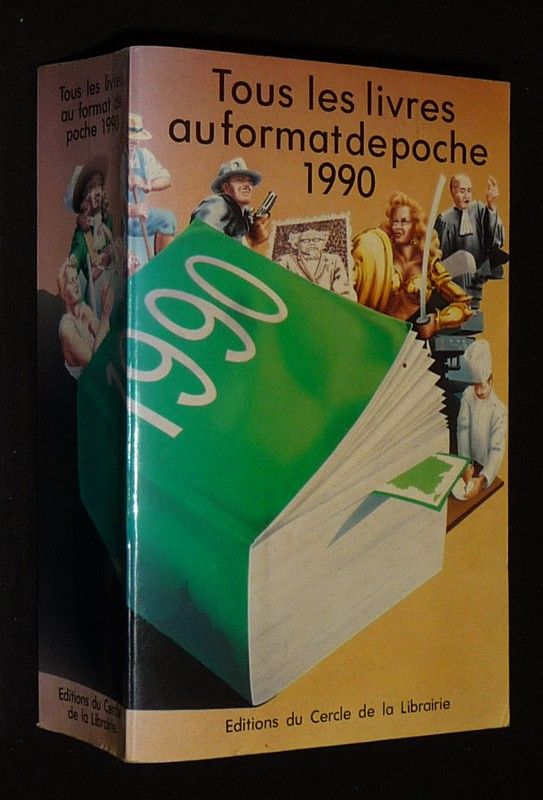 Tous les livres
au format de
poche 1990
Editions du Cercle
de la Librairie
Tous les livres
au format de poche
1990
1990
Editions du Cercle de la Librairie